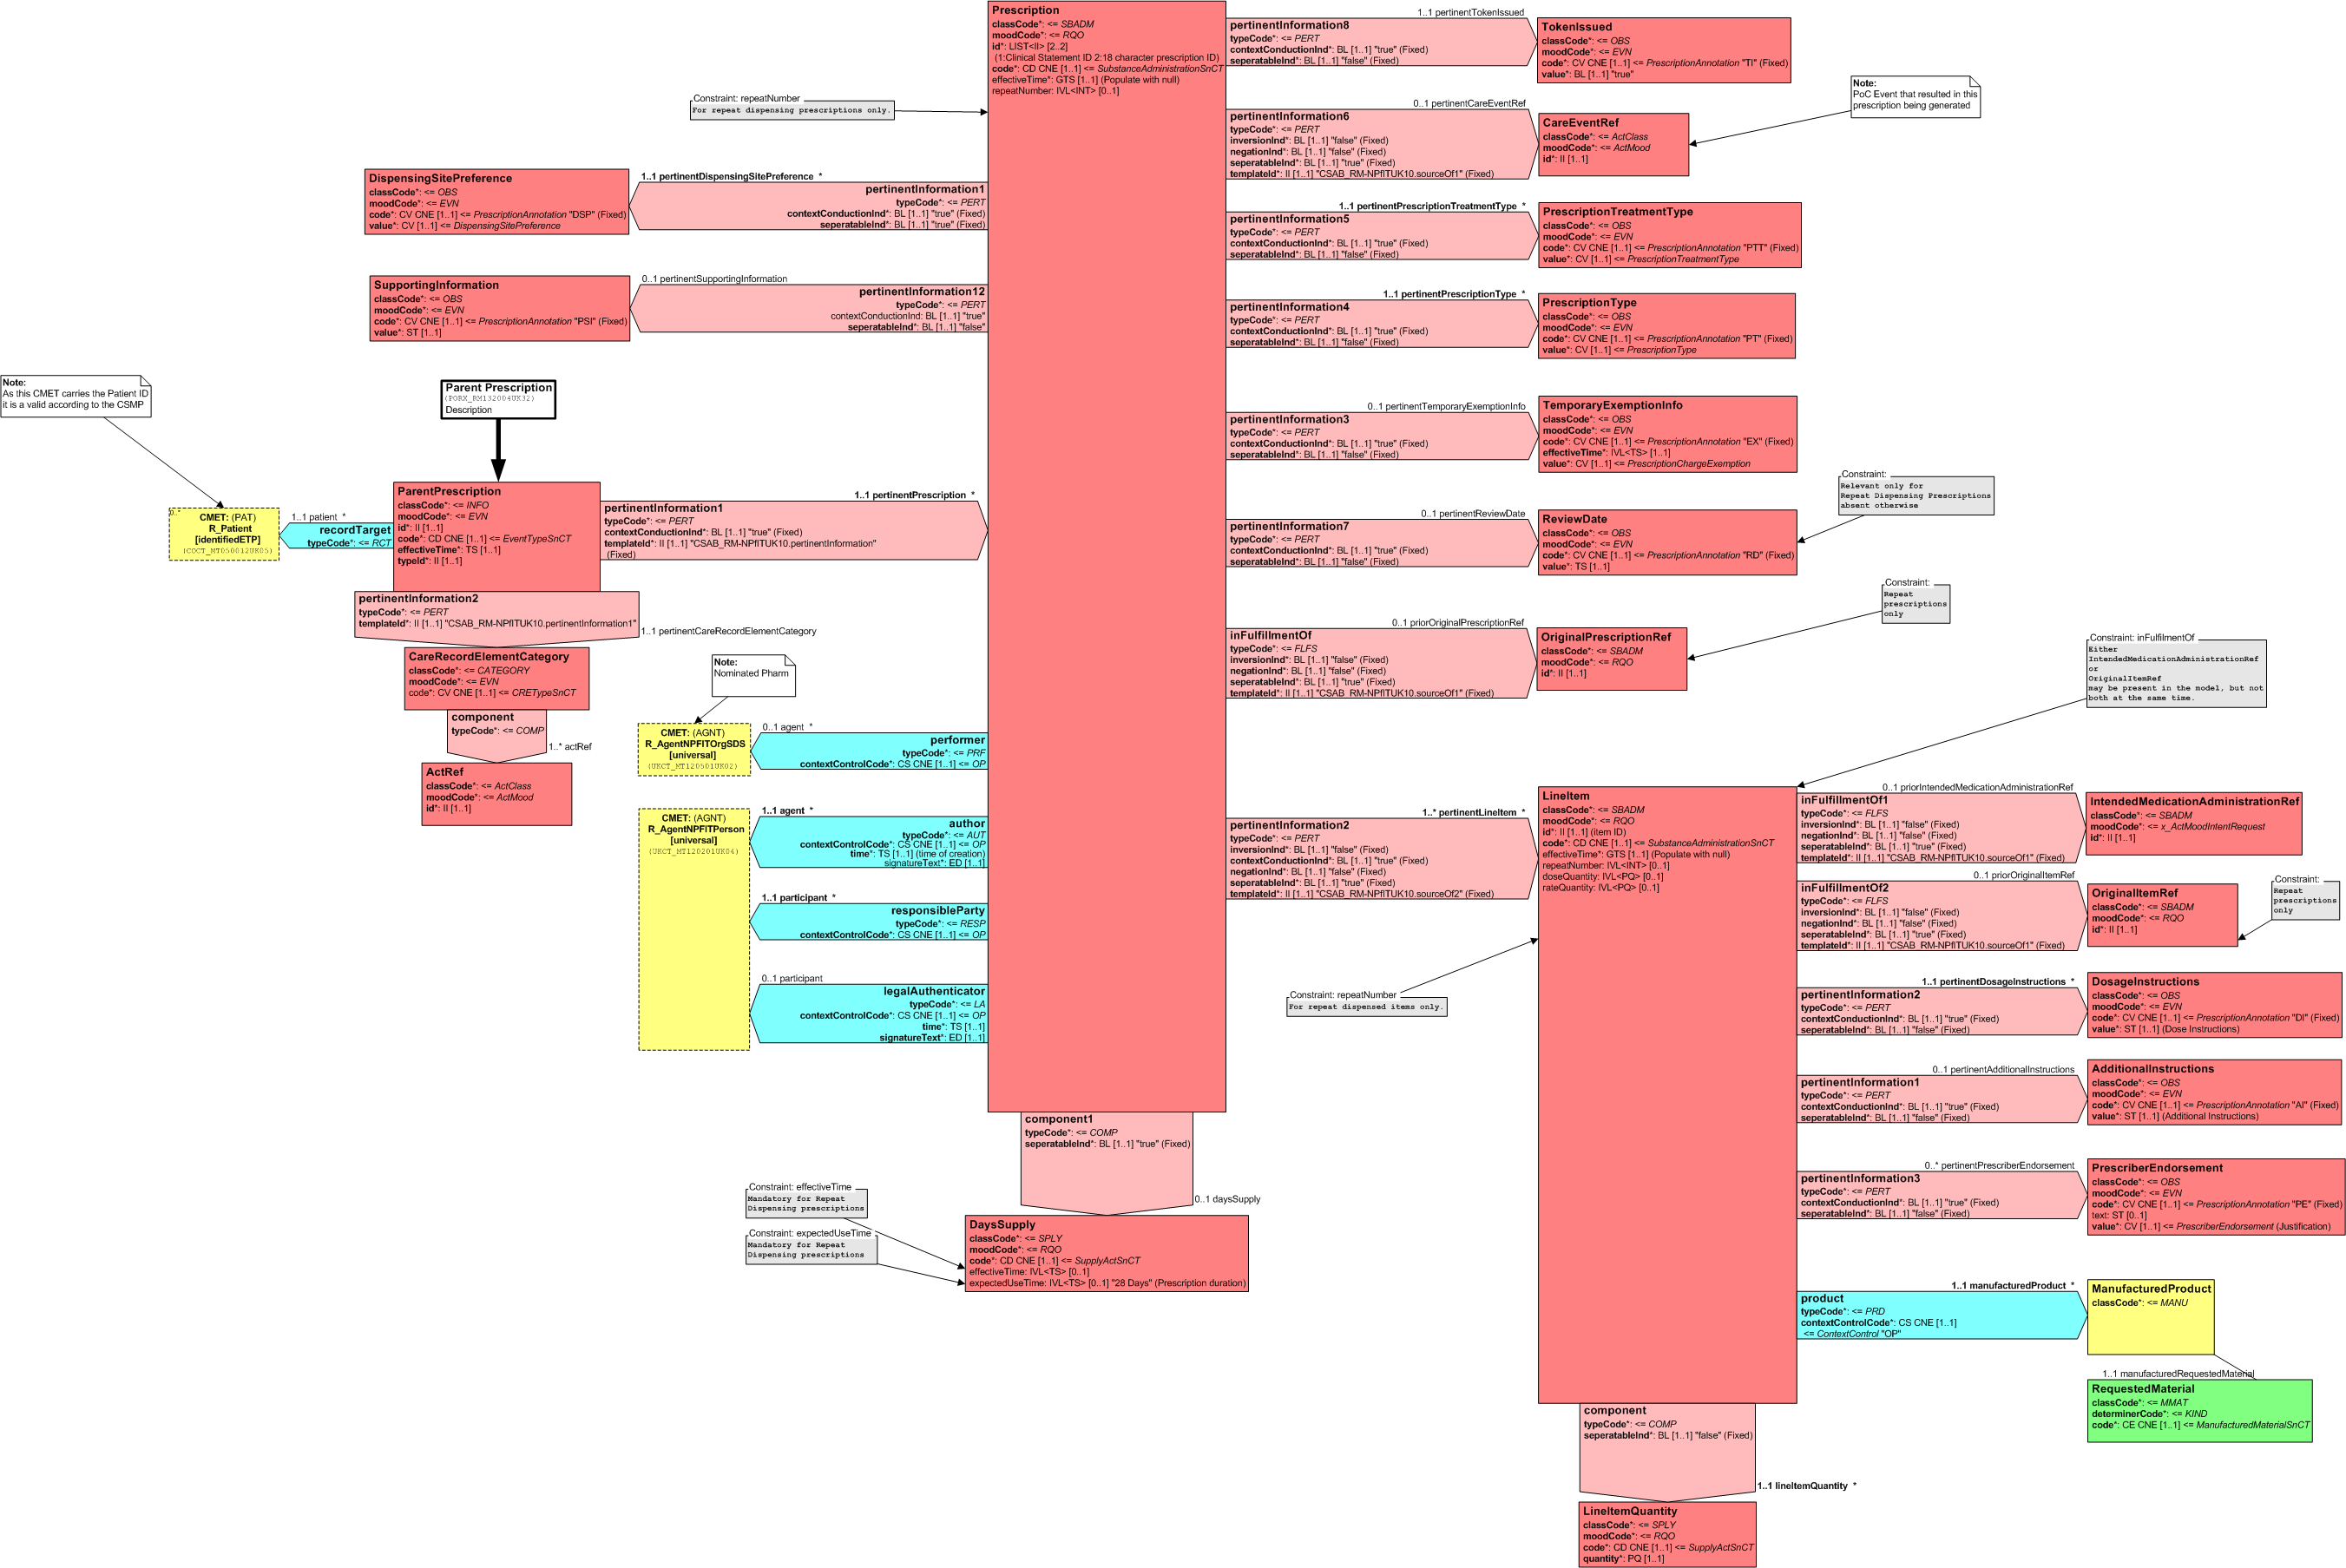 Prescription
classCode*: <= SBADM
moodCode*: <= RQO
id*: LIST<II> [2..2]
(1:Clinical Statement ID 2:18 character prescription ID)
code*: CD CNE [1..1] <= SubstanceAdministrationSnCT
effectiveTime*: GTS [1..1] (Populate with null)
repeatNumber: IVL<INT> [0..1]
Constraint: repeatNumber
For repeat dispensing prescriptions only.
1..1 pertinentTokenIssued
pertinentInformation8
typeCode*: <= PERT
contextConductionInd*: BL [1..1] "true" (Fixed)
seperatableInd*: BL [1..1] "false" (Fixed)
TokenIssued
classCode*: <= OBS
moodCode*: <= EVN
code*: CV CNE [1..1] <= PrescriptionAnnotation "TI" (Fixed)
value*: BL [1..1] "true"
Note:
PoC Event that resulted in this
prescription being generated
0..1 pertinentCareEventRef
pertinentInformation6
typeCode*: <= PERT
inversionInd*: BL [1..1] "false" (Fixed)
negationInd*: BL [1..1] "false" (Fixed)
seperatableInd*: BL [1..1] "true" (Fixed)
templateId*: II [1..1] "CSAB_RM-NPfITUK10.sourceOf1" (Fixed)
CareEventRef
classCode*: <= ActClass
moodCode*: <= ActMood
id*: II [1..1]
DispensingSitePreference
classCode*: <= OBS
moodCode*: <= EVN
code*: CV CNE [1..1] <= PrescriptionAnnotation "DSP" (Fixed)
value*: CV [1..1] <= DispensingSitePreference
1..1 pertinentDispensingSitePreference *
pertinentInformation1
typeCode*: <= PERT
contextConductionInd*: BL [1..1] "true" (Fixed)
seperatableInd*: BL [1..1] "true" (Fixed)
1..1 pertinentPrescriptionTreatmentType *
pertinentInformation5
typeCode*: <= PERT
contextConductionInd*: BL [1..1] "true" (Fixed)
seperatableInd*: BL [1..1] "false" (Fixed)
PrescriptionTreatmentType
classCode*: <= OBS
moodCode*: <= EVN
code*: CV CNE [1..1] <= PrescriptionAnnotation "PTT" (Fixed)
value*: CV [1..1] <= PrescriptionTreatmentType
SupportingInformation
classCode*: <= OBS
moodCode*: <= EVN
code*: CV CNE [1..1] <= PrescriptionAnnotation "PSI" (Fixed)
value*: ST [1..1]
0..1 pertinentSupportingInformation
pertinentInformation12
typeCode*: <= PERT
contextConductionInd: BL [1..1] "true"
seperatableInd*: BL [1..1] "false"
1..1 pertinentPrescriptionType *
pertinentInformation4
typeCode*: <= PERT
contextConductionInd*: BL [1..1] "true" (Fixed)
seperatableInd*: BL [1..1] "false" (Fixed)
PrescriptionType
classCode*: <= OBS
moodCode*: <= EVN
code*: CV CNE [1..1] <= PrescriptionAnnotation "PT" (Fixed)
value*: CV [1..1] <= PrescriptionType
Note:
As this CMET carries the Patient ID
it is a valid according to the CSMP
Parent Prescription
(PORX_RM132004UK32)
Description
0..1 pertinentTemporaryExemptionInfo
pertinentInformation3
typeCode*: <= PERT
contextConductionInd*: BL [1..1] "true" (Fixed)
seperatableInd*: BL [1..1] "false" (Fixed)
TemporaryExemptionInfo
classCode*: <= OBS
moodCode*: <= EVN
code*: CV CNE [1..1] <= PrescriptionAnnotation "EX" (Fixed)
effectiveTime*: IVL<TS> [1..1]
value*: CV [1..1] <= PrescriptionChargeExemption
Constraint:
Relevant only for
Repeat Dispensing Prescriptions
absent otherwise
0..*
CMET: (PAT)
R_Patient
[identifiedETP]
(COCT_MT050012UK05)
1..1 patient *
recordTarget
typeCode*: <= RCT
ParentPrescription
classCode*: <= INFO
moodCode*: <= EVN
id*: II [1..1]
code*: CD CNE [1..1] <= EventTypeSnCT
effectiveTime*: TS [1..1]
typeId*: II [1..1]
1..1 pertinentPrescription *
pertinentInformation1
typeCode*: <= PERT
contextConductionInd*: BL [1..1] "true" (Fixed)
templateId*: II [1..1] "CSAB_RM-NPfITUK10.pertinentInformation"
(Fixed)
0..1 pertinentReviewDate
pertinentInformation7
typeCode*: <= PERT
contextConductionInd*: BL [1..1] "true" (Fixed)
seperatableInd*: BL [1..1] "false" (Fixed)
ReviewDate
classCode*: <= OBS
moodCode*: <= EVN
code*: CV CNE [1..1] <= PrescriptionAnnotation "RD" (Fixed)
value*: TS [1..1]
pertinentInformation2
typeCode*: <= PERT
templateId*: II [1..1] "CSAB_RM-NPfITUK10.pertinentInformation1"
1..1 pertinentCareRecordElementCategory
Constraint:
Repeat
prescriptions
only
0..1 priorOriginalPrescriptionRef
inFulfillmentOf
typeCode*: <= FLFS
inversionInd*: BL [1..1] "false" (Fixed)
negationInd*: BL [1..1] "false" (Fixed)
seperatableInd*: BL [1..1] "true" (Fixed)
templateId*: II [1..1] "CSAB_RM-NPfITUK10.sourceOf1" (Fixed)
OriginalPrescriptionRef
classCode*: <= SBADM
moodCode*: <= RQO
id*: II [1..1]
Constraint: inFulfilmentOf
Either
IntendedMedicationAdministrationRef
or
OriginalItemRef
may be present in the model, but not
both at the same time.
CareRecordElementCategory
classCode*: <= CATEGORY
moodCode*: <= EVN
code*: CV CNE [1..1] <= CRETypeSnCT
component
typeCode*: <= COMP
1..* actRef
ActRef
classCode*: <= ActClass
moodCode*: <= ActMood
id*: II [1..1]
Note:
Nominated Pharm
CMET: (AGNT)
R_AgentNPFITOrgSDS
[universal]
(UKCT_MT120501UK02)
0..1 agent *
performer
typeCode*: <= PRF
contextControlCode*: CS CNE [1..1] <= OP
CMET: (AGNT)
R_AgentNPFITPerson
[universal]
(UKCT_MT120201UK04)
1..1 agent *
author
typeCode*: <= AUT
contextControlCode*: CS CNE [1..1] <= OP
time*: TS [1..1] (time of creation)
signatureText*: ED [1..1]
1..1 participant *
responsibleParty
typeCode*: <= RESP
contextControlCode*: CS CNE [1..1] <= OP
0..1 participant
legalAuthenticator
typeCode*: <= LA
contextControlCode*: CS CNE [1..1] <= OP
time*: TS [1..1]
signatureText*: ED [1..1]
1..* pertinentLineItem *
pertinentInformation2
typeCode*: <= PERT
inversionInd*: BL [1..1] "false" (Fixed)
contextConductionInd*: BL [1..1] "true" (Fixed)
negationInd*: BL [1..1] "false" (Fixed)
seperatableInd*: BL [1..1] "true" (Fixed)
templateId*: II [1..1] "CSAB_RM-NPfITUK10.sourceOf2" (Fixed)
LineItem
classCode*: <= SBADM
moodCode*: <= RQO
id*: II [1..1] (item ID)
code*: CD CNE [1..1] <= SubstanceAdministrationSnCT
effectiveTime*: GTS [1..1] (Populate with null)
repeatNumber: IVL<INT> [0..1]
doseQuantity: IVL<PQ> [0..1]
rateQuantity: IVL<PQ> [0..1]
0..1 priorIntendedMedicationAdministrationRef
inFulfillmentOf1
typeCode*: <= FLFS
inversionInd*: BL [1..1] "false" (Fixed)
negationInd*: BL [1..1] "false" (Fixed)
seperatableInd*: BL [1..1] "true" (Fixed)
templateId*: II [1..1] "CSAB_RM-NPfITUK10.sourceOf1" (Fixed)
IntendedMedicationAdministrationRef
classCode*: <= SBADM
moodCode*: <= x_ActMoodIntentRequest
id*: II [1..1]
0..1 priorOriginalItemRef
inFulfillmentOf2
typeCode*: <= FLFS
inversionInd*: BL [1..1] "false" (Fixed)
negationInd*: BL [1..1] "false" (Fixed)
seperatableInd*: BL [1..1] "true" (Fixed)
templateId*: II [1..1] "CSAB_RM-NPfITUK10.sourceOf1" (Fixed)
OriginalItemRef
classCode*: <= SBADM
moodCode*: <= RQO
id*: II [1..1]
Constraint:
Repeat
prescriptions
only
Constraint: repeatNumber
For repeat dispensed items only.
1..1 pertinentDosageInstructions *
pertinentInformation2
typeCode*: <= PERT
contextConductionInd*: BL [1..1] "true" (Fixed)
seperatableInd*: BL [1..1] "false" (Fixed)
DosageInstructions
classCode*: <= OBS
moodCode*: <= EVN
code*: CV CNE [1..1] <= PrescriptionAnnotation "DI" (Fixed)
value*: ST [1..1] (Dose Instructions)
0..1 pertinentAdditionalInstructions
pertinentInformation1
typeCode*: <= PERT
contextConductionInd*: BL [1..1] "true" (Fixed)
seperatableInd*: BL [1..1] "false" (Fixed)
AdditionalInstructions
classCode*: <= OBS
moodCode*: <= EVN
code*: CV CNE [1..1] <= PrescriptionAnnotation "AI" (Fixed)
value*: ST [1..1] (Additional Instructions)
component1
typeCode*: <= COMP
seperatableInd*: BL [1..1] "true" (Fixed)
0..1 daysSupply
Constraint: effectiveTime
Mandatory for Repeat
Dispensing prescriptions
Constraint: expectedUseTime
Mandatory for Repeat
Dispensing prescriptions
DaysSupply
classCode*: <= SPLY
moodCode*: <= RQO
code*: CD CNE [1..1] <= SupplyActSnCT
effectiveTime: IVL<TS> [0..1]
expectedUseTime: IVL<TS> [0..1] "28 Days" (Prescription duration)
0..* pertinentPrescriberEndorsement
pertinentInformation3
typeCode*: <= PERT
contextConductionInd*: BL [1..1] "true" (Fixed)
seperatableInd*: BL [1..1] "false" (Fixed)
PrescriberEndorsement
classCode*: <= OBS
moodCode*: <= EVN
code*: CV CNE [1..1] <= PrescriptionAnnotation "PE" (Fixed)
text: ST [0..1]
value*: CV [1..1] <= PrescriberEndorsement (Justification)
1..1 manufacturedProduct *
product
typeCode*: <= PRD
contextControlCode*: CS CNE [1..1]
<= ContextControl "OP"
ManufacturedProduct
classCode*: <= MANU
1..1 manufacturedRequestedMaterial
RequestedMaterial
classCode*: <= MMAT
determinerCode*: <= KIND
code*: CE CNE [1..1] <= ManufacturedMaterialSnCT
component
typeCode*: <= COMP
seperatableInd*: BL [1..1] "false" (Fixed)
1..1 lineItemQuantity *
LineItemQuantity
classCode*: <= SPLY
moodCode*: <= RQO
code*: CD CNE [1..1] <= SupplyActSnCT
quantity*: PQ [1..1]